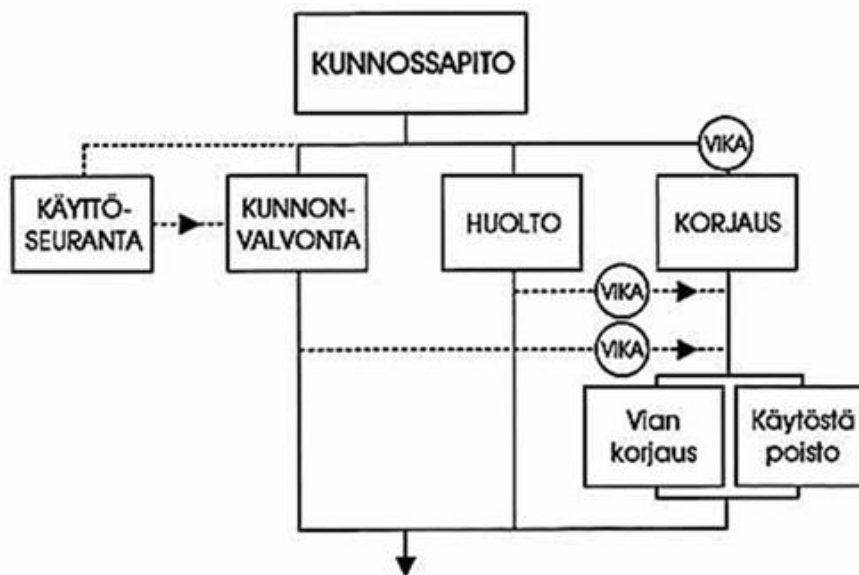 KUNNOSSAPITO
VIKA
KÄYTTÖ-
SEURANTA
KUNNON-
VALVONTA
HUOLTO
KORJAUS
VIKA
VIKA
Vian
korjaus
Käytöstä
poisto